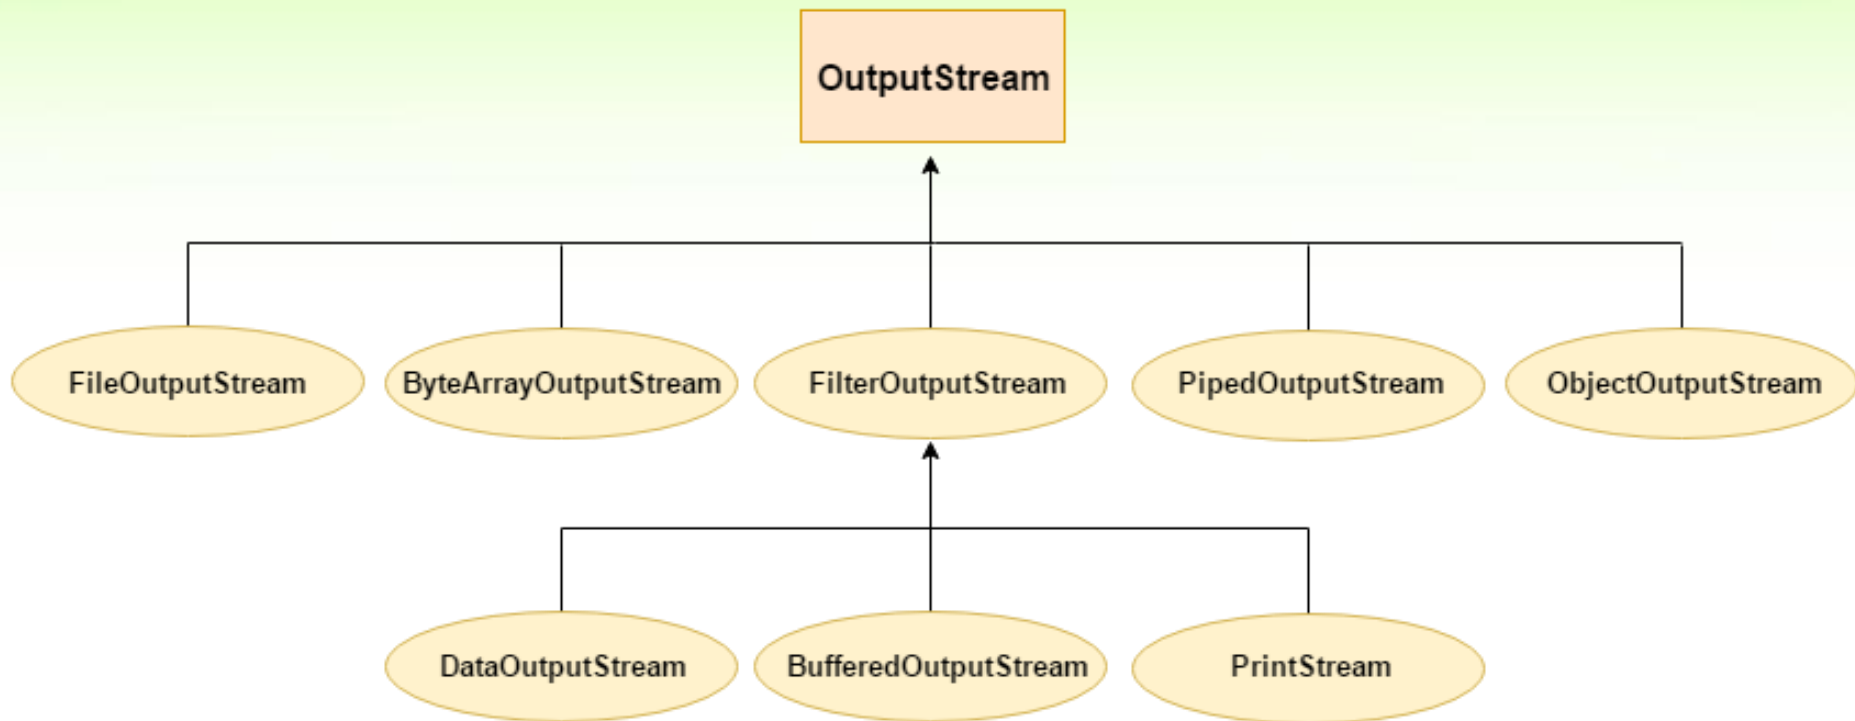 OutputStream
FileOutputStream
ByteArrayOutputStream
FilterOutputStream
PipedOutputStream
ObjectOutputStream
DataOutputStream
BufferedOutputStream
PrintStream